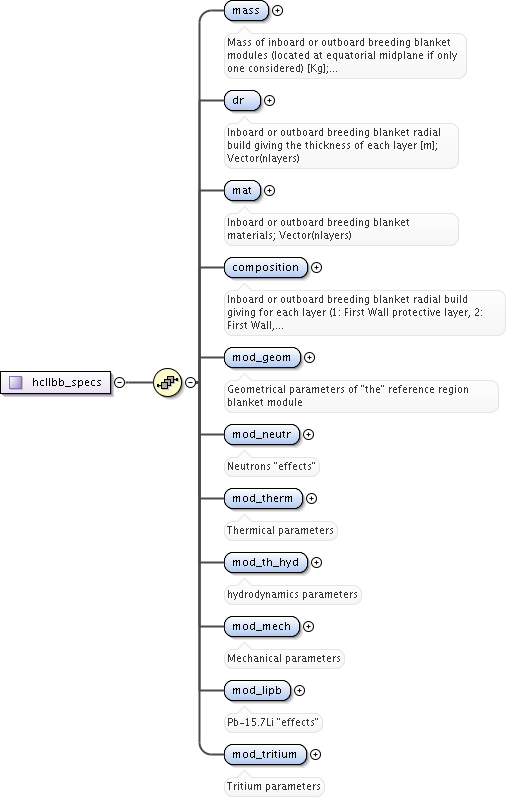 mass
Mass of inboard or outboard breeding blanket
modules (located at equatorial midplane if only
one considered) [Kg];...
dr
Inboard or outboard breeding blanket radial
build giving the thickness of each layer [m];
Vector(nlayers)
mat
Inboard or outboard breeding blanket
materials; Vector(nlayers)
composition
Inboard or outboard breeding blanket radial build
giving for each layer (1: First Wall protective layer, 2:
First Wall,...
mod_geom
Geometrical parameters of "the" reference region
blanket module
hcllbb_specs
mod_neutr
Neutrons "effects"
mod_therm
Thermical parameters
mod_th_hyd
hydrodynamics parameters
mod_mech
Mechanical parameters
mod_lipb
Pb-15.7Li "effects"
mod_tritium
Tritium parameters